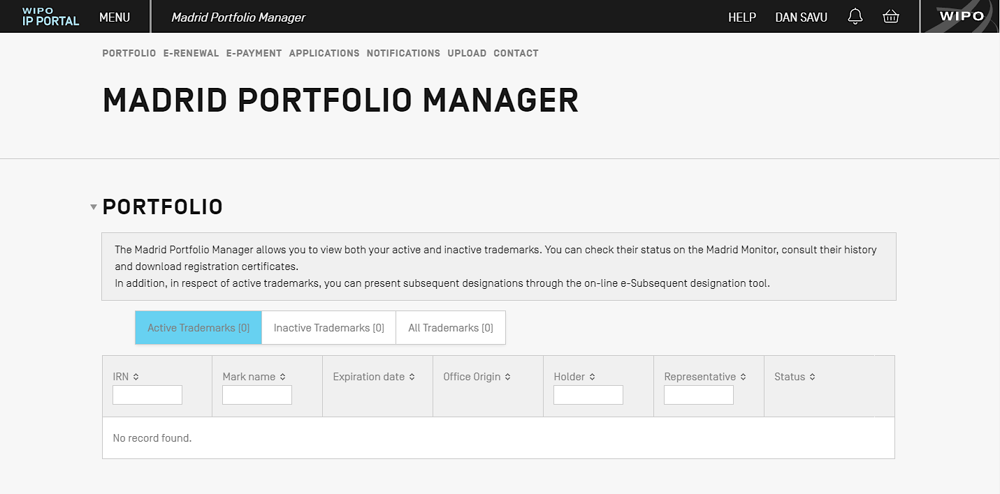 WIPO
IP PORTAL
MENU
Madrid Portfolio Manager
HELP
DAN SAVU
WIPO
PORTFOLIO E-RENEWAL E-PAYMENT APPLICATIONS NOTIFICATIONS UPLOAD CONTACT
MADRID PORTFOLIO MANAGER
PORTFOLIO
The Madrid Portfolio Manager allows you to view both your active and inactive trademarks. You can check their status on the Madrid Monitor, consult their history
and download registration certificates.
In addition, in respect of active trademarks, you can present subsequent designations through the on-line e-Subsequent designation tool.
Active Trademarks [0]
Inactive Trademarks [0]
All Trademarks [0]
IRN
Mark name
Expiration date
Office Origin
Holder
Representative
Status
No record found.